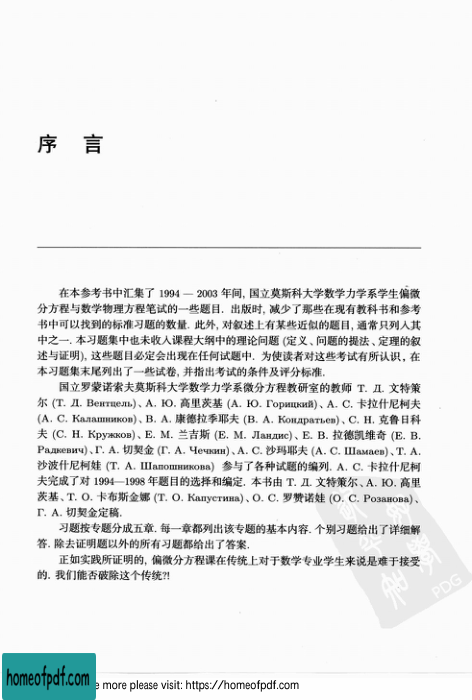 序 言
在本参考书中汇集了 1994 — 2003 年间, 国立莫斯科大学数学力学系学生偏微
分方程与数学物理方程笔试的一些题目. 出版时, 减少了那些在现有教科书和参考
书中可以找到的标准习题的数量. 此外, 对叙述上有某些近似的题目, 通常只列入其
中之一. 本习题集中也未收入课程大纲中的理论问题 (定义、问题的提法、定理的叙
述与证明), 这些题目必定会出现在任何试题中. 为使读者对这些考试有所认识, 在
本习题集末尾列出了一些试卷, 并指出考试的条件及评分标准.
国立罗蒙诺索夫莫斯科大学数学力学系微分方程教研室的教师 Т. Д. 文特策
尔 (Т. Д. Вентцель)、А. Ю. 高里茨基 (А. Ю. Горицкий)、А. С. 卡拉什尼柯夫
(А. С. Калашников)、В. А. 康德拉季耶夫 (В. А. Кондратьев)、С. Н. 克鲁日科
夫 (С. Н. Кружков)、Е. М. 兰吉斯 (Е. М. Ландис)、Е. В. 拉德凯维奇 (Е. В.
Радкевич)、Г. А. 切契金 (Г. А. Чечкин)、А. С. 沙玛耶夫 (А. С. Шамаев)、Т. А.
沙波什尼柯娃 (Т. А. Шапошникова) 参与了各种试题的编列. А. С. 卡拉什尼柯
夫完成了对 1994—1998 年题目的选择和编定. 本书由 Т. Д. 文特策尔、А. Ю. 高里
茨基、Т. О. 卡布斯金娜 (Т. О. Капустина)、О. С. 罗赞诺娃 (О. С. Розанова)、
Г. А. 切契金定稿.
习题按专题分成五章. 每一章都列出该专题的基本内容. 个别习题给出了详细解
答. 除去证明题以外的所有习题都给出了答案.
正如实践所证明的, 偏微分方程课在传统上对于数学专业学生来说是难于接受
的. 我们能否破除这个传统?!
PDG
homeofpdf.com
e more please visit: https://homeofpdf.com